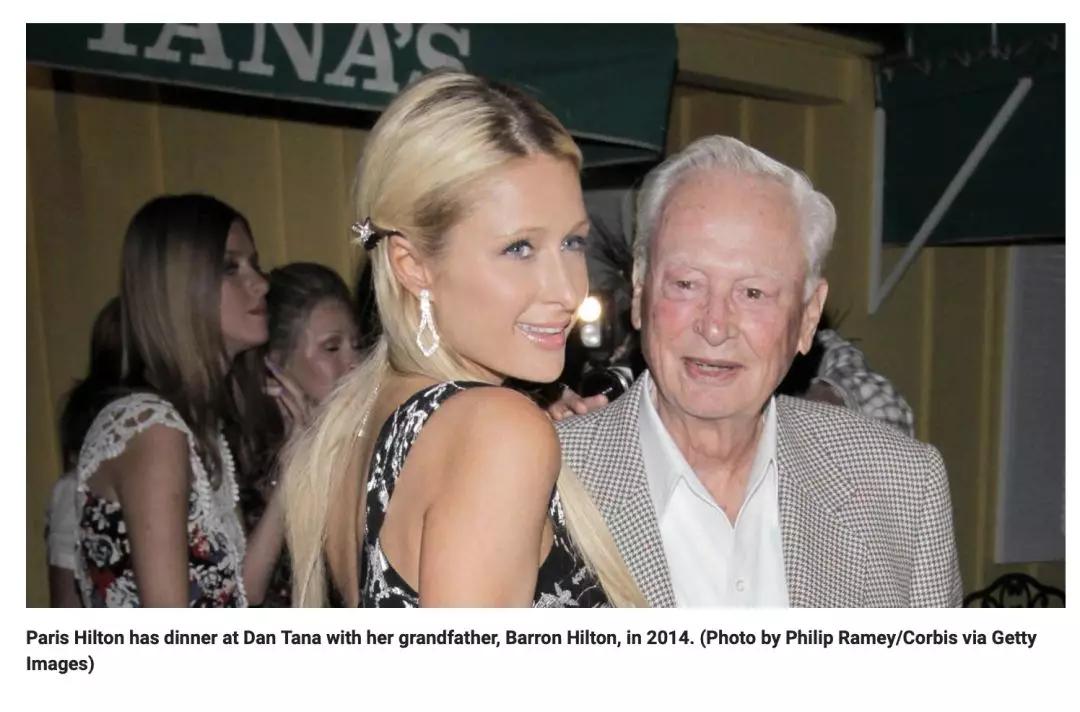 TANA'S
Paris Hilton has dinner at Dan Tana with her grandfather, Barron Hilton, in 2014. (Photo by Philip Ramey/Corbis via Getty
Images)